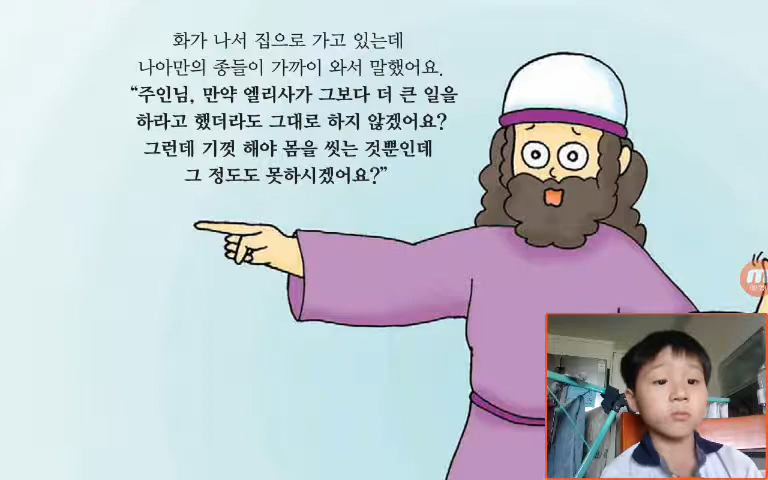 화가 나서 집으로 가고 있는데
나아만의 종들이 가까이 와서 말했어요.
“주인님, 만약 엘리사가 그보다 더 큰 일을
하라고 했더라도 그대로 하지 않겠어요?
그런데 기껏 해야 몸을 씻는 것뿐인데
그 정도도 못하시겠어요?”